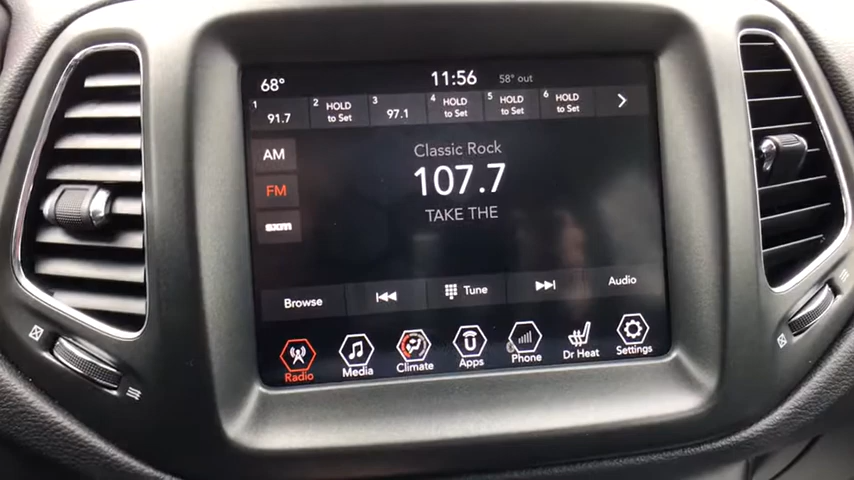 68° 11:56 58° out
1 91.7 2 HOLD to Set 3 97.1 4 HOLD to Set 5 HOLD to Set 6 HOLD to Set
AM
FM
sxm
Classic Rock
107.7
TAKE THE
Browse Tune Audio
Radio Media Climate Apps Phone Dr Heat Settings